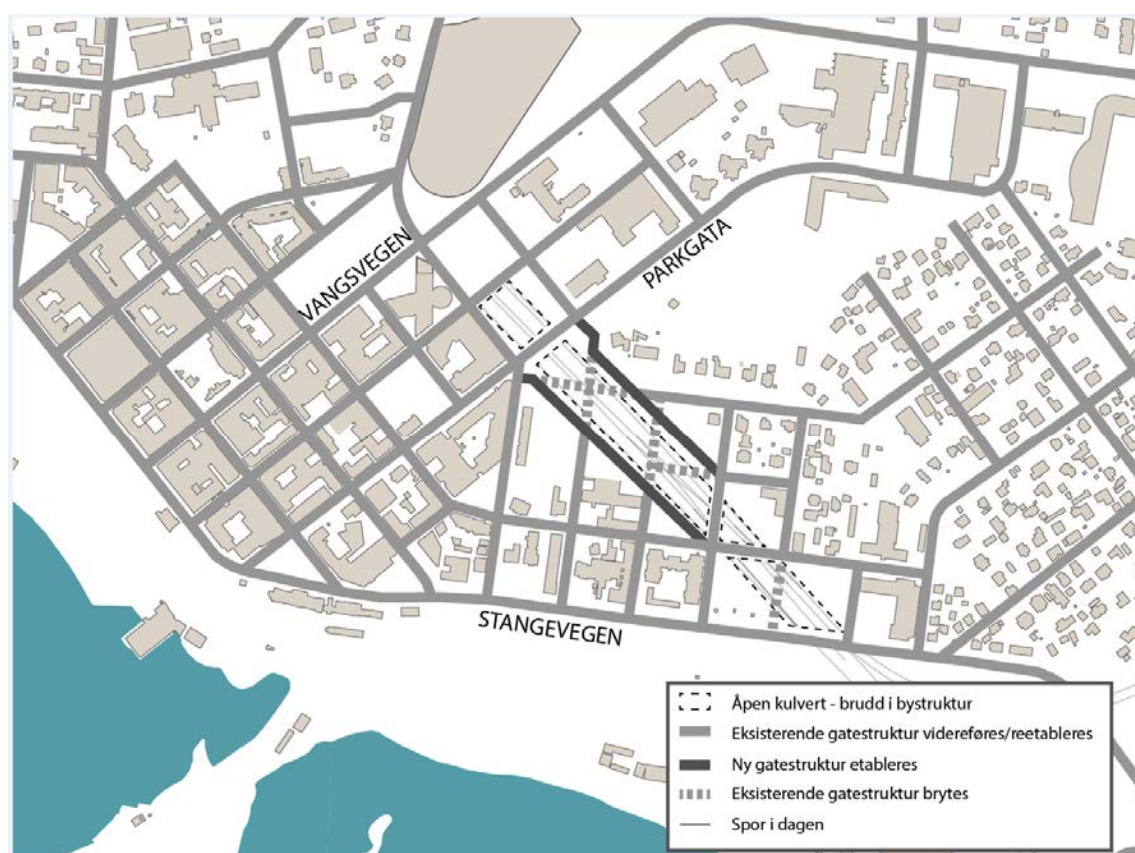 VANGSVEGEN
PARKGATA
STANGEVEGEN
Åpen kulvert - brudd i bystruktur
Eksisterende gatestruktur videreføres/reetableres
Ny gatestruktur etableres
Eksisterende gatestruktur brytes
Spor i dagen